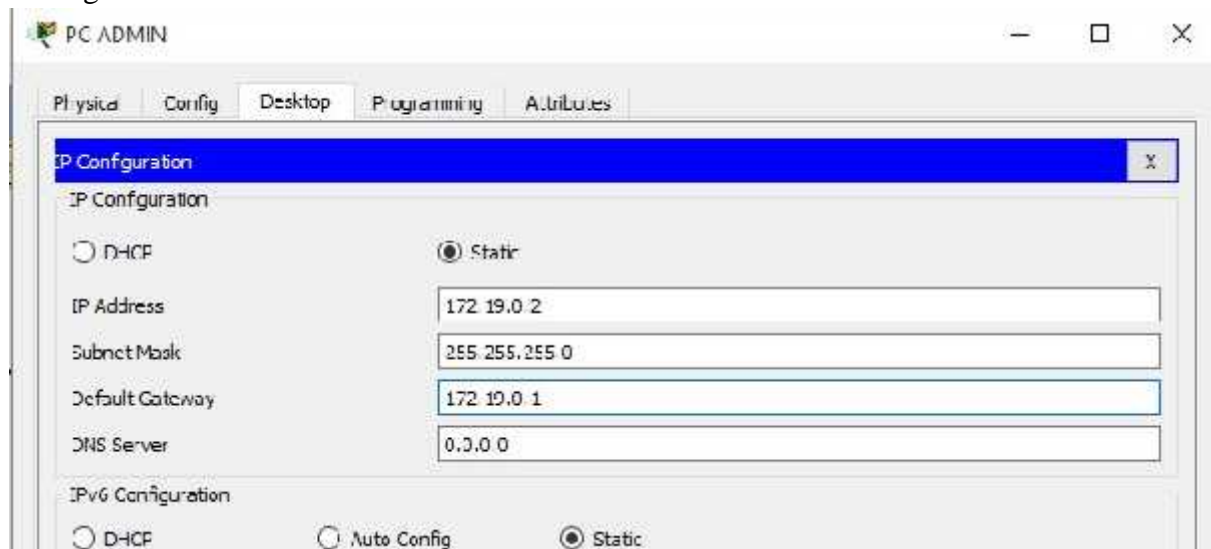 PC ADMIN
Physical Config Desktop Programming Attributes
IP Configuration X
IP Configuration
DHCP Static
IP Address 172.19.0.2
Subnet Mask 255.255.255.0
Default Gateway 172.19.0.1
DNS Server 0.0.0.0
IPv6 Configuration
DHCP Auto Config Static